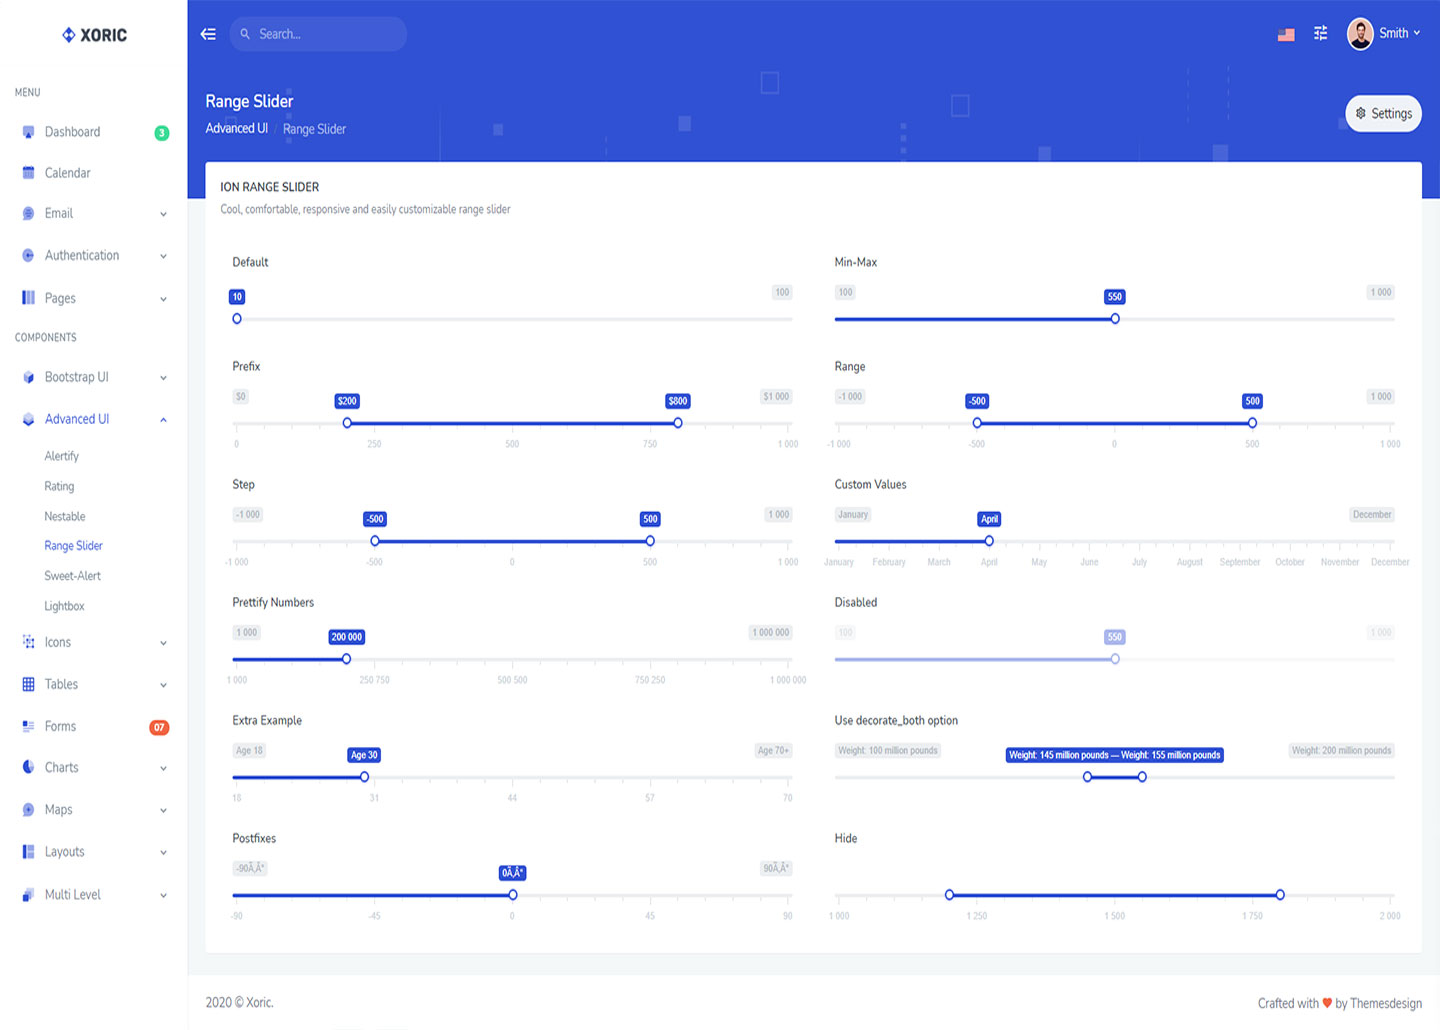 XORIC
Search...
Smith
MENU
Dashboard
3
Calendar
Email
Authentication
Pages
COMPONENTS
Bootstrap UI
Advanced UI
Alertify
Rating
Nestable
Range Slider
Sweet-Alert
Lightbox
Icons
Tables
Forms
07
Charts
Maps
Layouts
Multi Level
Range Slider
Advanced UI / Range Slider
Settings
ION RANGE SLIDER
Cool, comfortable, responsive and easily customizable range slider
Default
10
100
Min-Max
100
550
1 000
Prefix
$0
$200
$800
$1 000
0 250 500 750 1 000
Range
-1 000
-500
500
1 000
-1 000 -500 0 500 1 000
Step
-1 000
-500
500
1 000
-1 000 -500 0 500 1 000
Custom Values
January
April
December
January February March April May June July August September October November December
Prettify Numbers
1 000
200 000
1 000 000
1 000 250 750 500 500 750 250 1 000 000
Disabled
100
550
1 000
Extra Example
Age 18
Age 30
Age 70+
18 31 44 57 70
Use decorate_both option
Weight: 100 million pounds
Weight: 145 million pounds — Weight: 155 million pounds
Weight: 200 million pounds
Postfixes
-90Ã‚Â°
0Ã‚Â°
90Ã‚Â°
-90 -45 0 45 90
Hide
1 000 1 250 1 500 1 750 2 000
2020 © Xoric.
Crafted with ❤ by Themesdesign